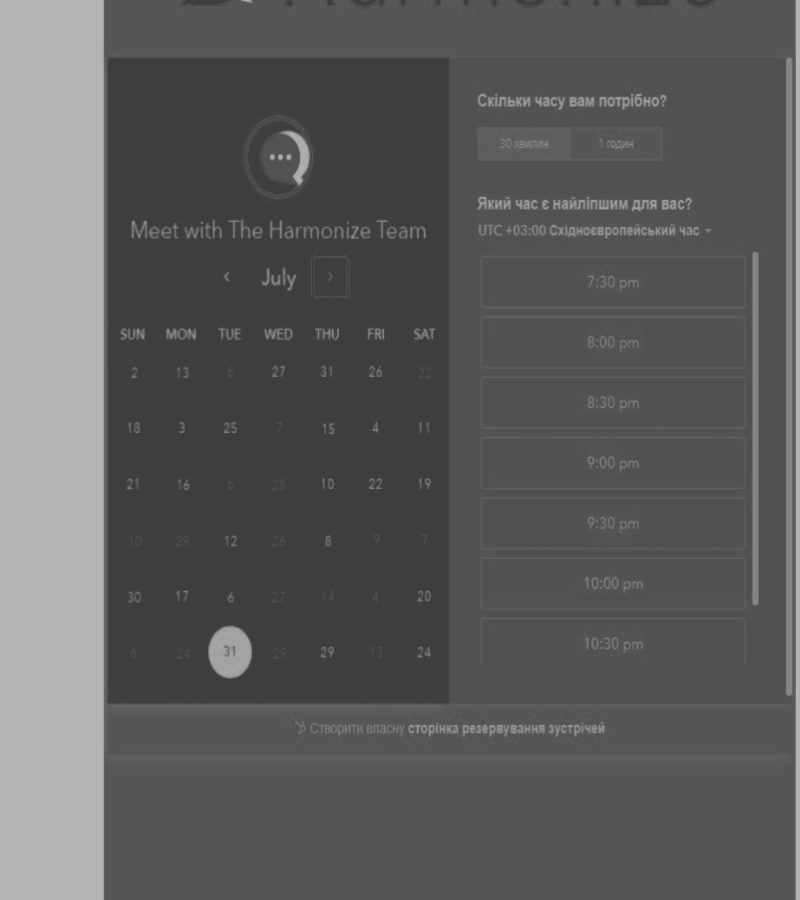 Harmonize
Meet with The Harmonize Team
July
SUN MON TUE WED THU FRI SAT
2 13 6 27 31 26 22
18 3 25 7 15 4 11
21 16 6 28 10 22 19
10 29 12 26 8 9 7
30 17 6 27 14 4 20
6 24 31 29 29 13 24
Скільки часу вам потрібно?
30 хвилин 1 годин
Який час є найліпшим для вас?
UTC +03:00 Східноєвропейський час
7:30 pm
8:00 pm
8:30 pm
9:00 pm
9:30 pm
10:00 pm
10:30 pm
Створити власну сторінка резервування зустрічей